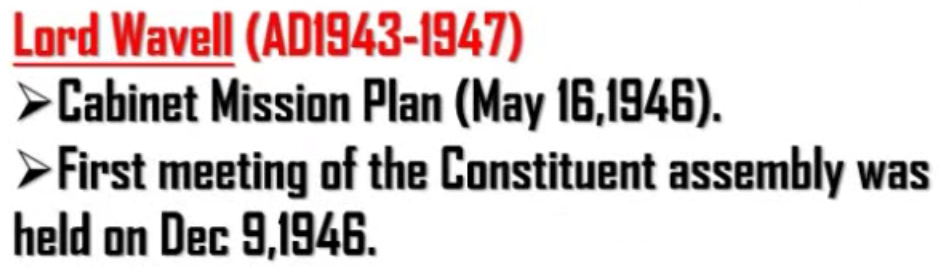 Lord Wavell (AD1943-1947)
➢Cabinet Mission Plan (May 16,1946).
➢First meeting of the Constituent assembly was
held on Dec 9,1946.